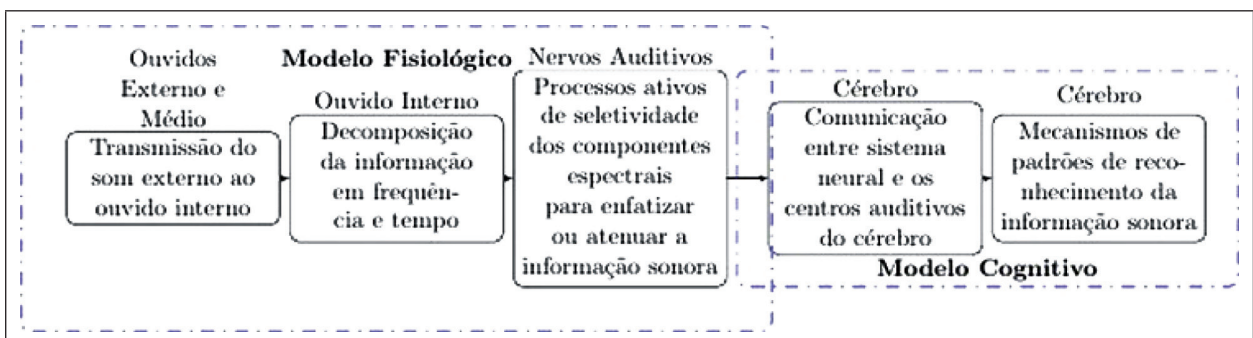 Ouvidos
Externo e
Médio
Transmissão do
som externo ao
ouvido interno
Modelo Fisiológico
Ouvido Interno
Decomposição
da informação
em frequên-
cia e tempo
Nervos Auditivos
Processos ativos
de seletividade
dos componentes
espectrais
para enfatizar
ou atenuar a
informação sonora
Cérebro
Comunicação
entre sistema
neural e os
centros auditivos
do cérebro
Cérebro
Mecanismos de
padrões de reco-
nhecimento da
informação sonora
Modelo Cognitivo